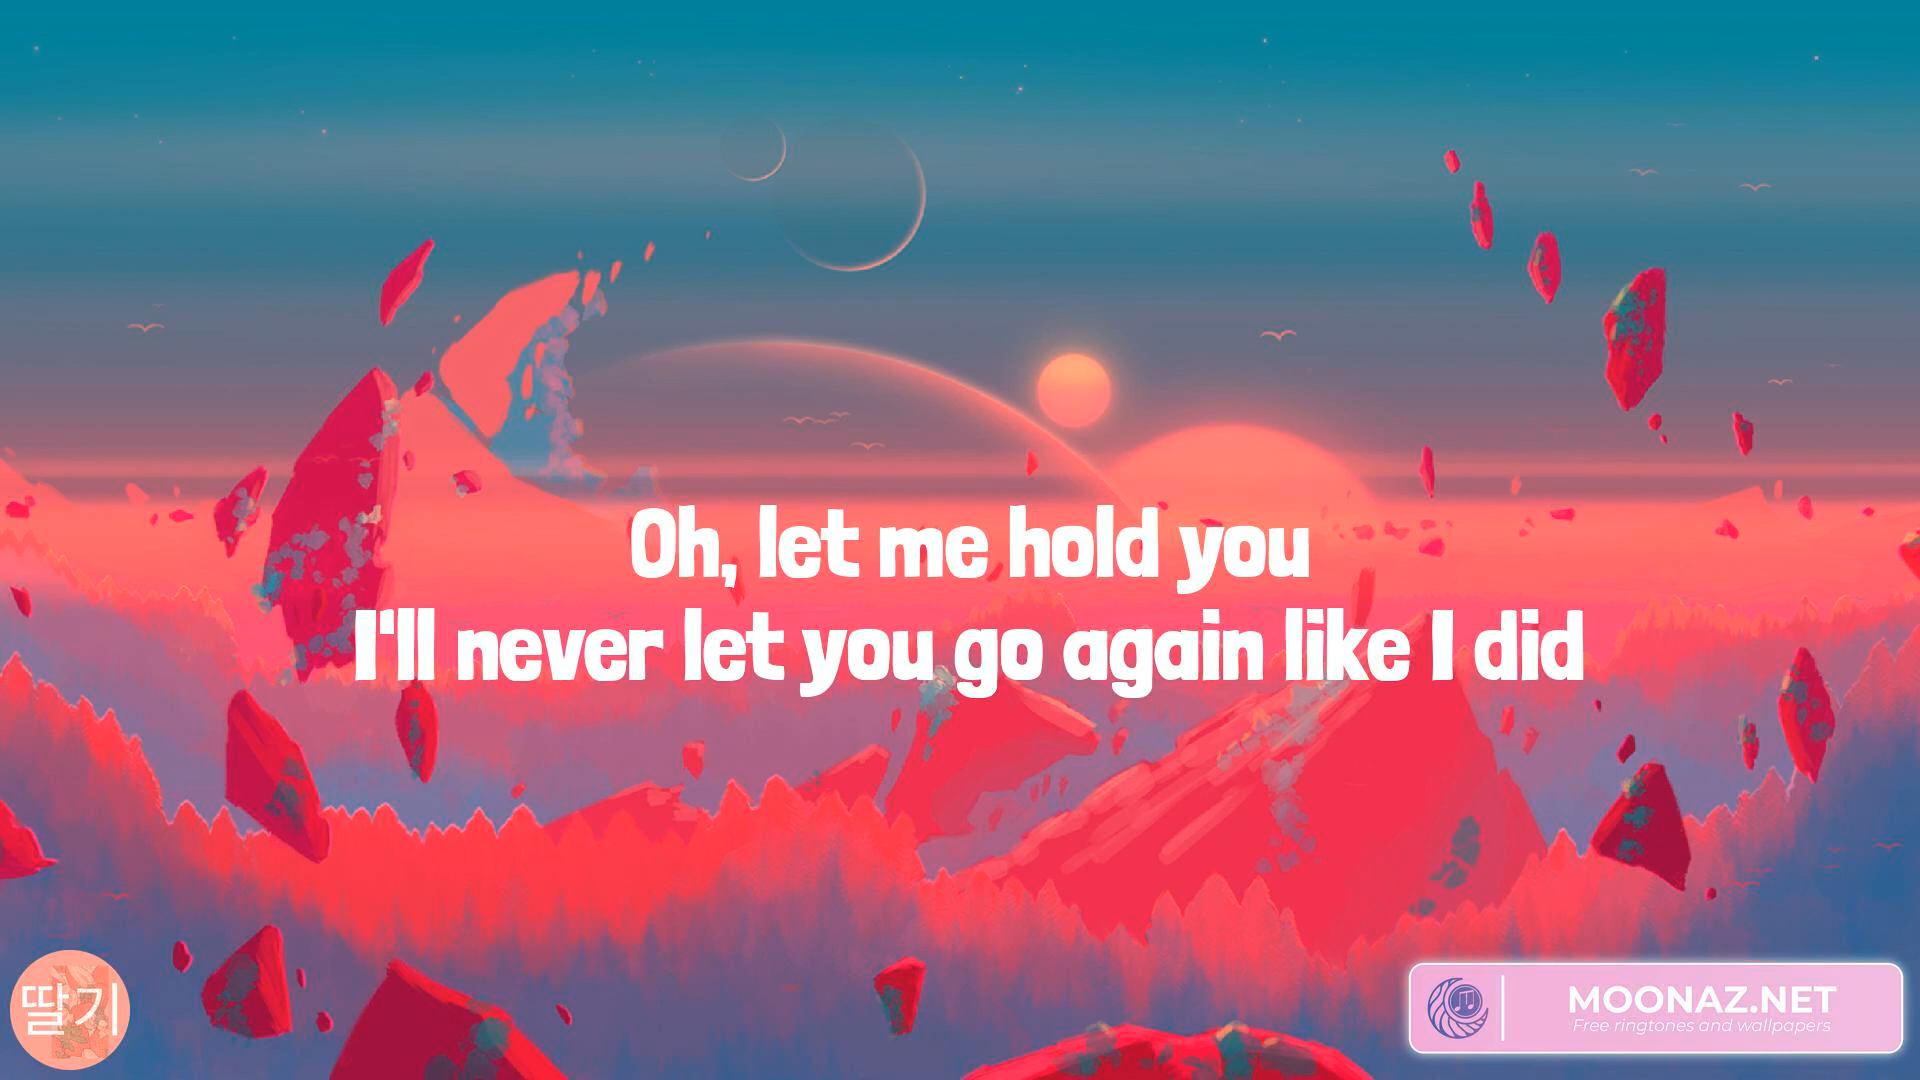 Oh, let me hold you
I'll never let you go again like I did
딸기
MOONAZ.NET
Free ringtones and wallpapers